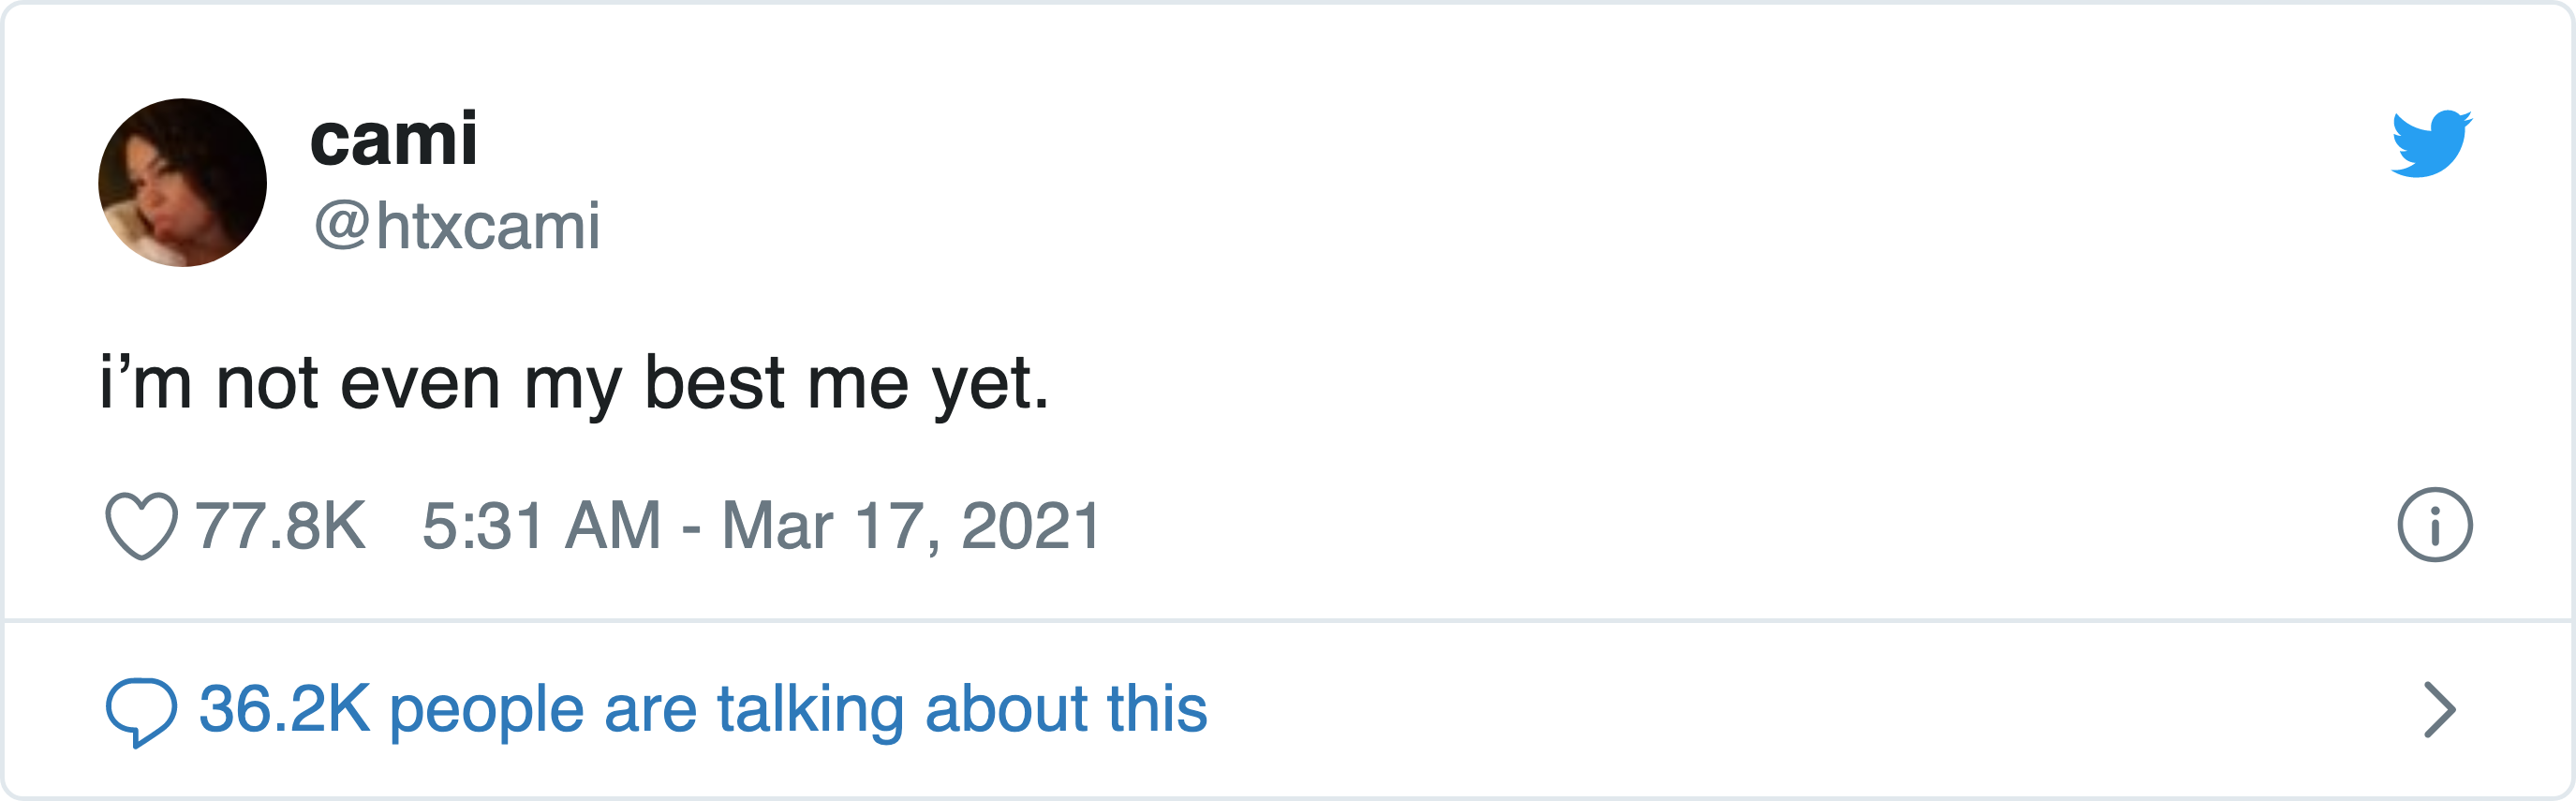 cami
@htxcami
i’m not even my best me yet.
77.8K 5:31 AM - Mar 17, 2021
36.2K people are talking about this